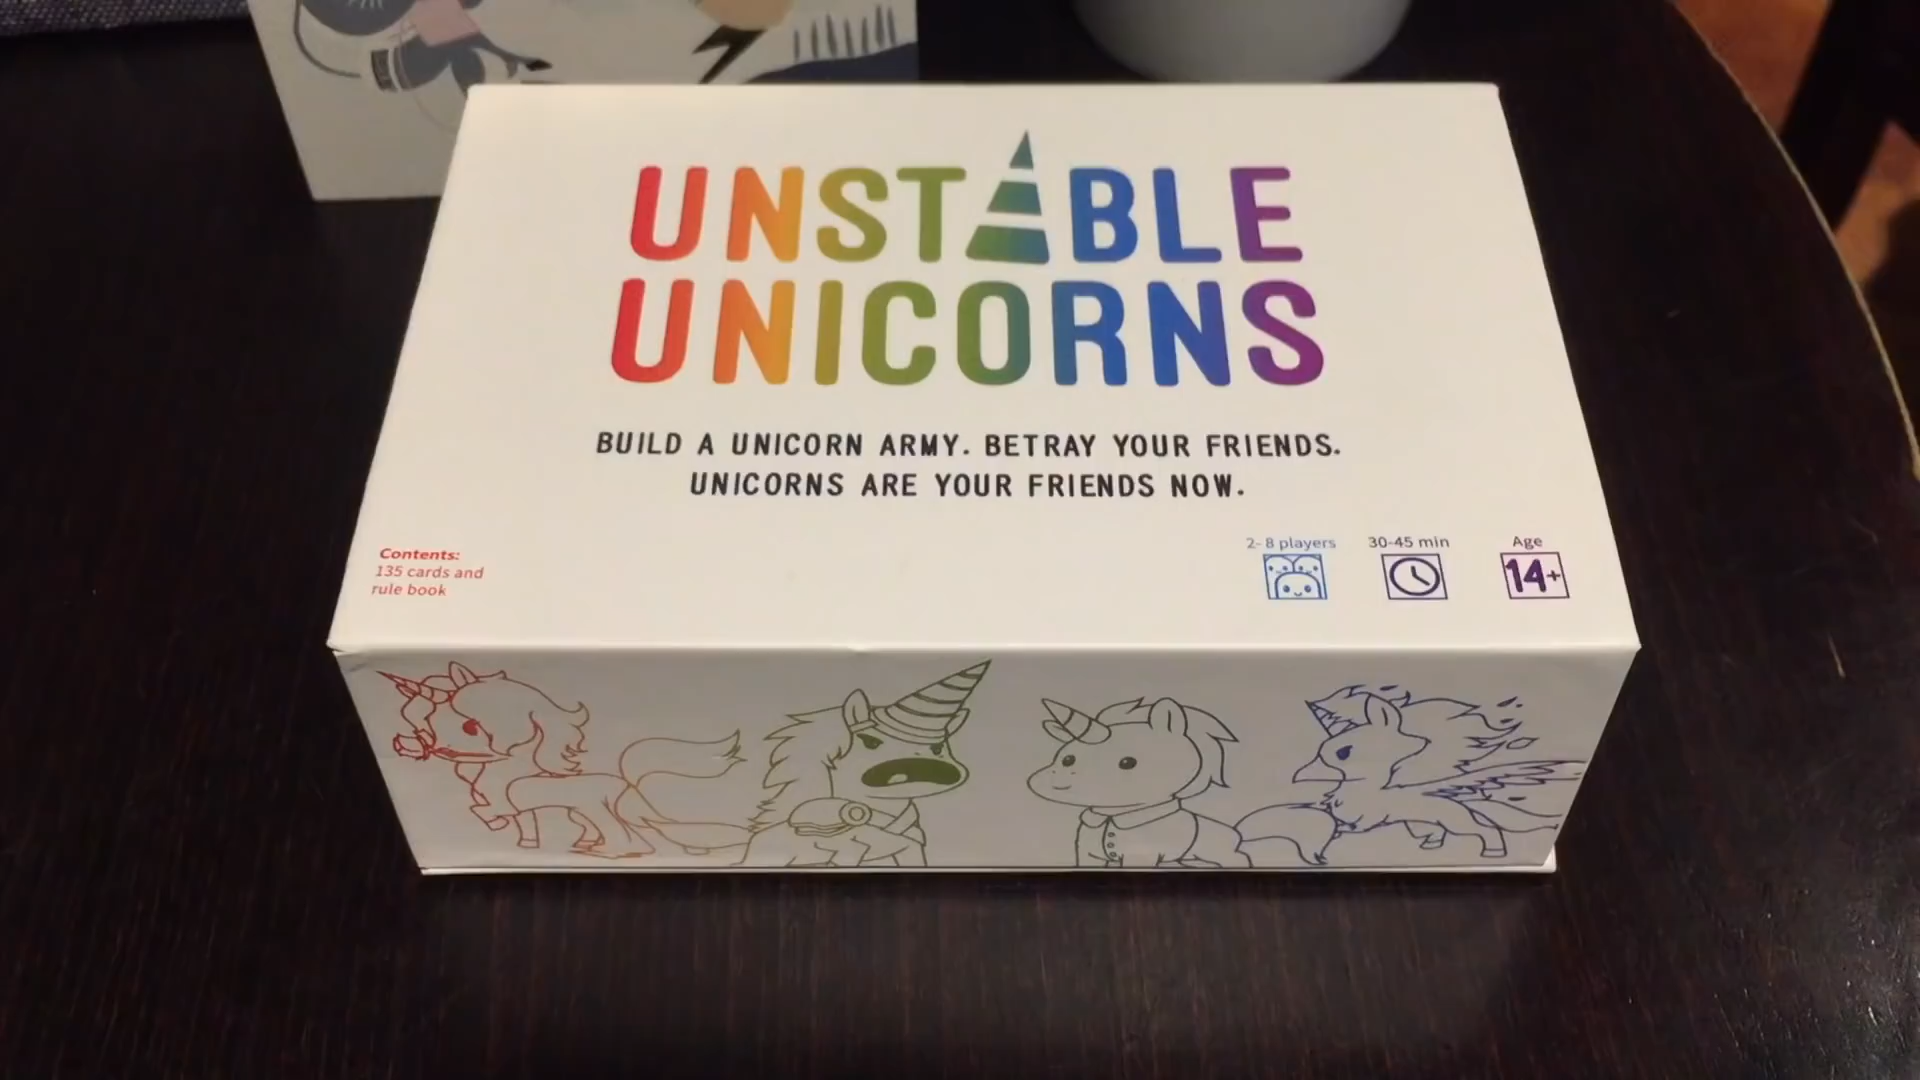 UNSTABLE
UNICORNS
BUILD A UNICORN ARMY. BETRAY YOUR FRIENDS.
UNICORNS ARE YOUR FRIENDS NOW.
Contents:
135 cards and
rule book
2-8 players
30-45 min
Age
14+